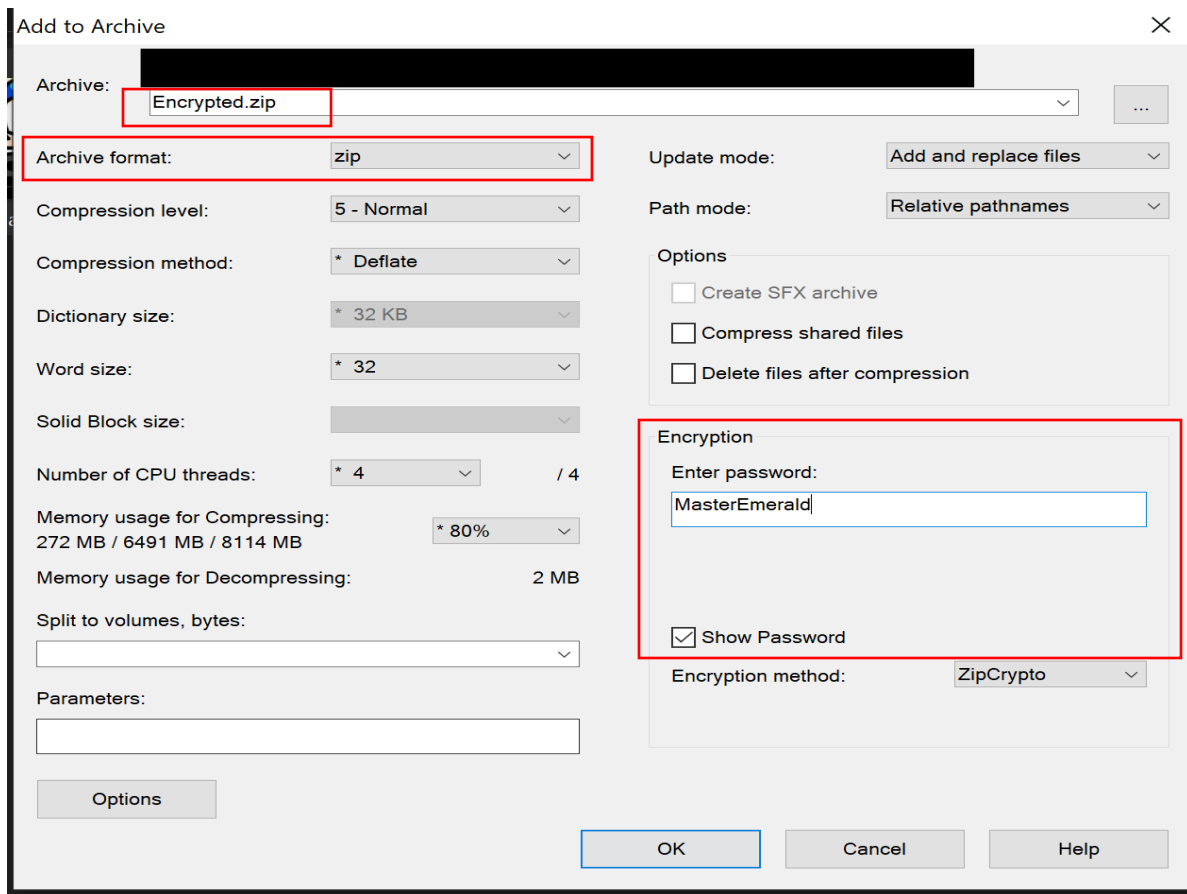 Add to Archive
Archive:
Encrypted.zip
...
Archive format: zip
Update mode: Add and replace files
Compression level: 5 - Normal
Path mode: Relative pathnames
Compression method: * Deflate
Options
Create SFX archive
Dictionary size: * 32 KB
Compress shared files
Word size: * 32
Delete files after compression
Solid Block size:
Encryption
Number of CPU threads: * 4 / 4
Enter password:
MasterEmerald
Memory usage for Compressing:
272 MB / 6491 MB / 8114 MB * 80%
Memory usage for Decompressing: 2 MB
Split to volumes, bytes:
Show Password
Encryption method: ZipCrypto
Parameters:
Options
OK Cancel Help